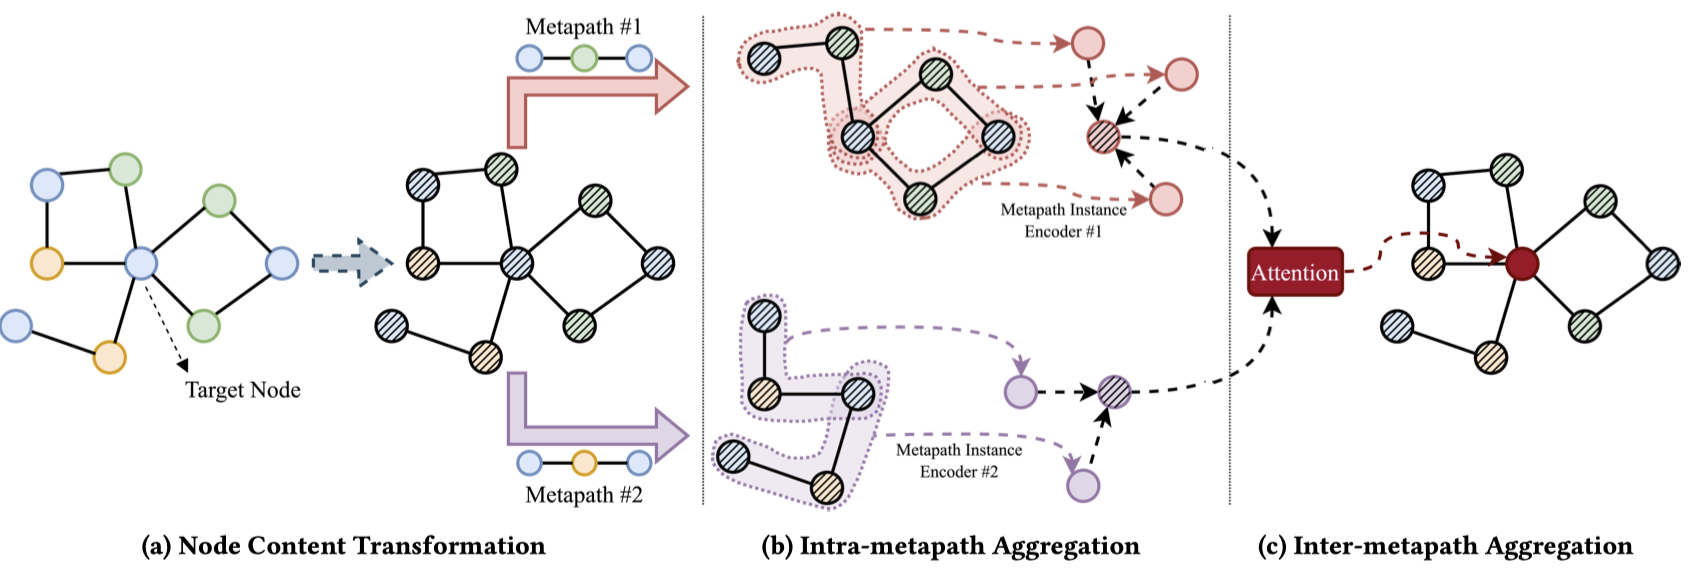 Metapath #1
Target Node
Metapath #2
Metapath Instance
Encoder #1
Metapath Instance
Encoder #2
Attention
(a) Node Content Transformation
(b) Intra-metapath Aggregation
(c) Inter-metapath Aggregation